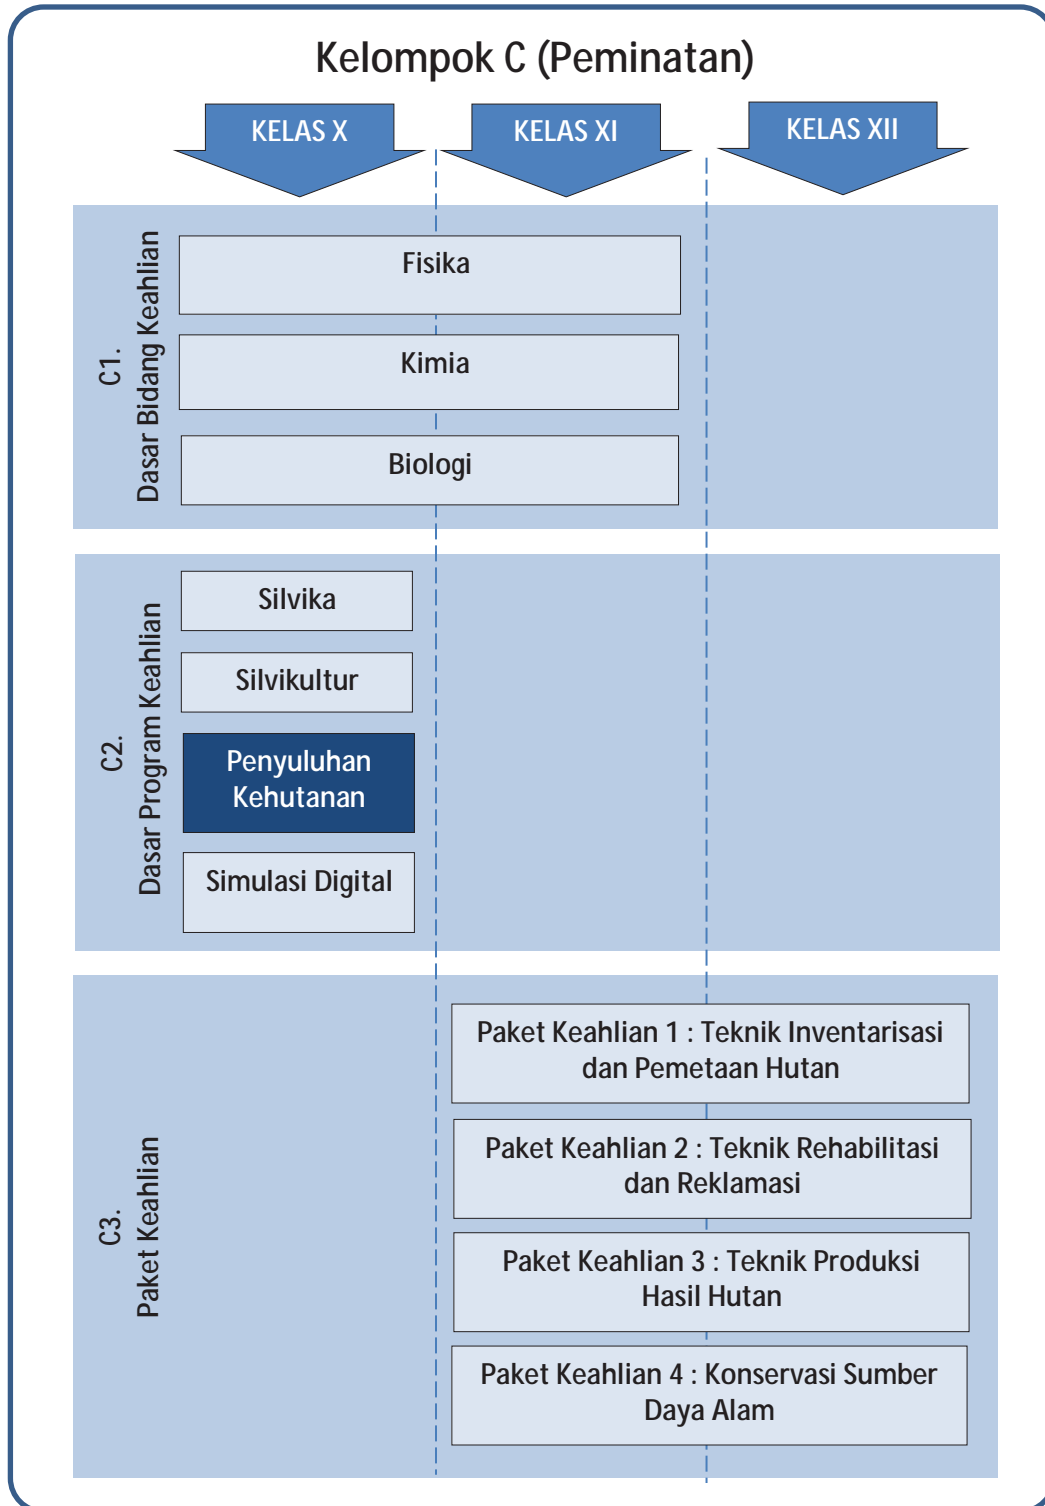 Kelompok C (Peminatan)
KELAS X
KELAS XI
KELAS XII
C1.
Dasar Bidang Keahlian
Fisika
Kimia
Biologi
C2.
Dasar Program Keahlian
Silvika
Silvikultur
Penyuluhan
Kehutanan
Simulasi Digital
C3.
Paket Keahlian
Paket Keahlian 1 : Teknik Inventarisasi
dan Pemetaan Hutan
Paket Keahlian 2 : Teknik Rehabilitasi
dan Reklamasi
Paket Keahlian 3 : Teknik Produksi
Hasil Hutan
Paket Keahlian 4 : Konservasi Sumber
Daya Alam